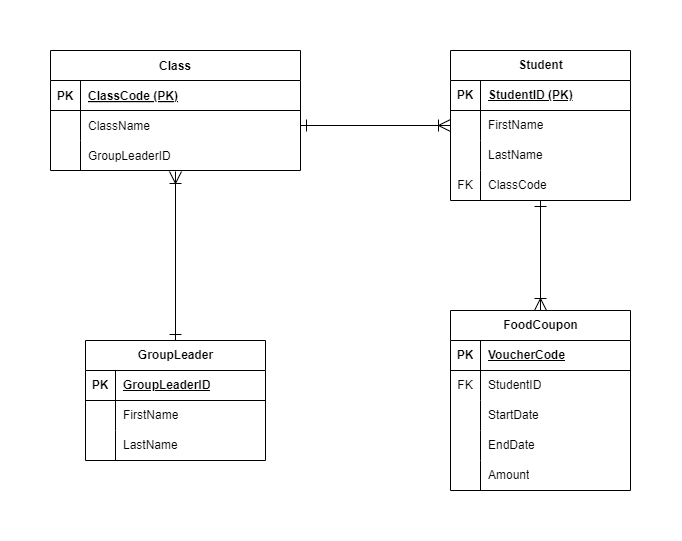 Class
PK ClassCode (PK)
ClassName
GroupLeaderID
Student
PK StudentID (PK)
FirstName
LastName
FK ClassCode
GroupLeader
PK GroupLeaderID
FirstName
LastName
FoodCoupon
PK VoucherCode
FK StudentID
StartDate
EndDate
Amount